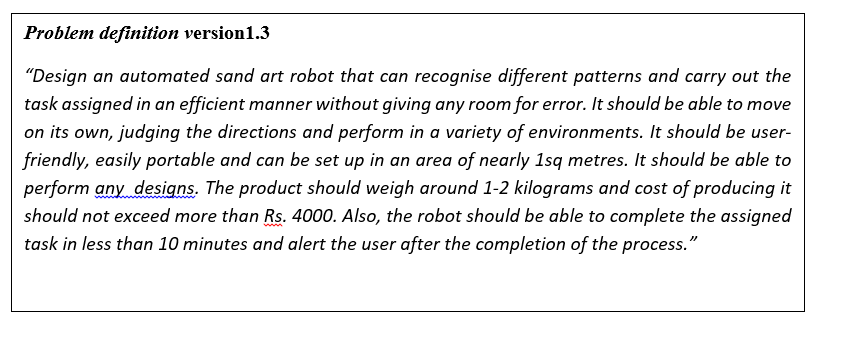 Problem definition version1.3
“Design an automated sand art robot that can recognise different patterns and carry out the
task assigned in an efficient manner without giving any room for error. It should be able to move
on its own, judging the directions and perform in a variety of environments. It should be user-
friendly, easily portable and can be set up in an area of nearly 1sq metres. It should be able to
perform any designs. The product should weigh around 1-2 kilograms and cost of producing it
should not exceed more than Rs. 4000. Also, the robot should be able to complete the assigned
task in less than 10 minutes and alert the user after the completion of the process.”